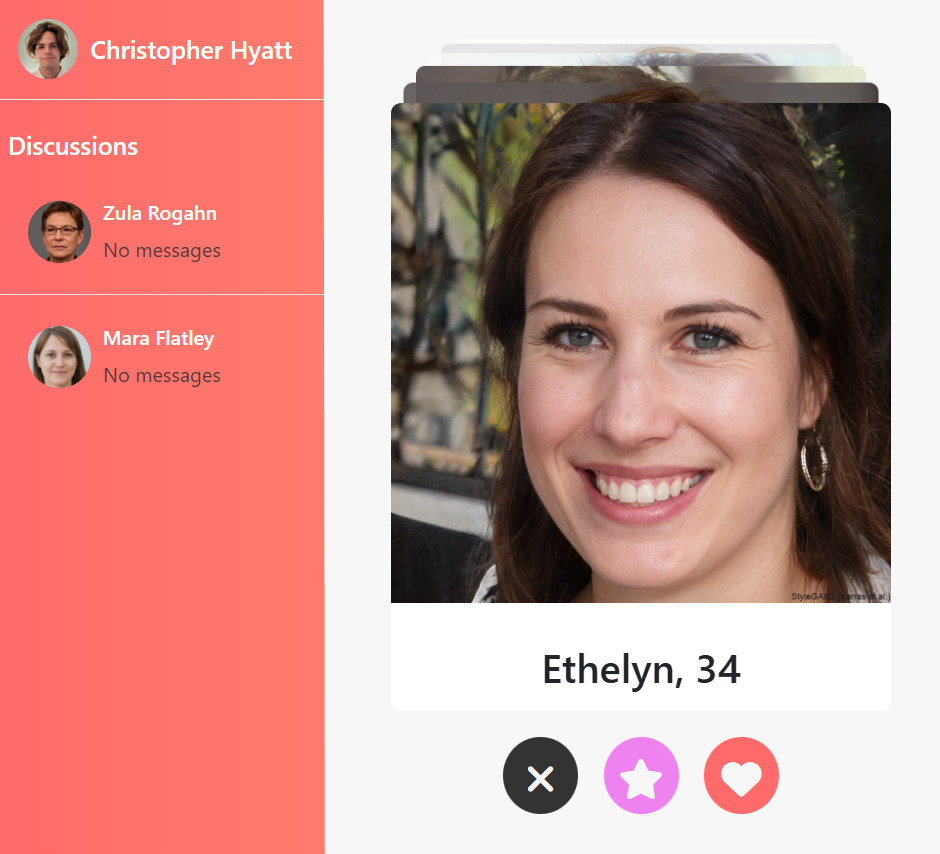 Christopher Hyatt
Discussions
Zula Rogahn
No messages
Mara Flatley
No messages
StyleGAN2 (Karras et al.)
Ethelyn, 34